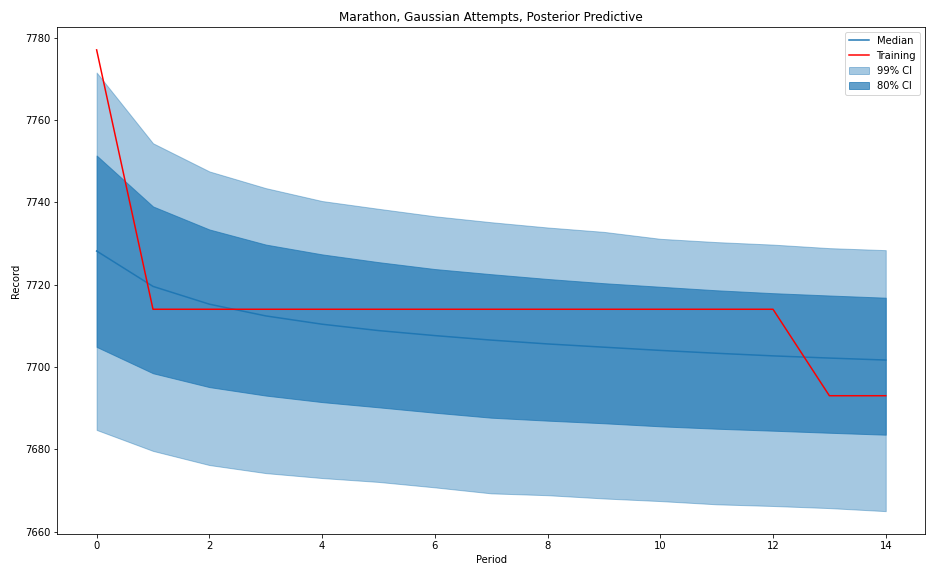 Marathon, Gaussian Attempts, Posterior Predictive
Median
Training
99% CI
80% CI
7780
7760
7740
7720
7700
7680
7660
Record
0 2 4 6 8 10 12 14
Period